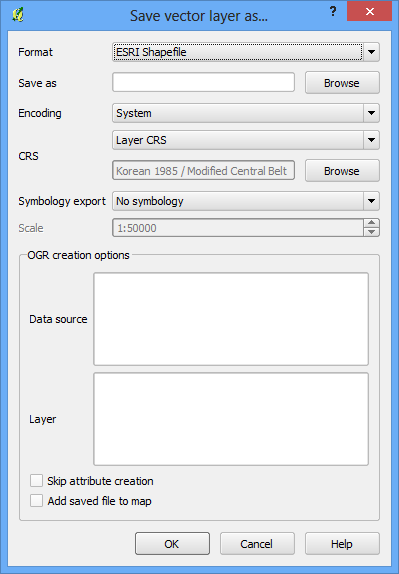 Save vector layer as...
? x
Format ESRI Shapefile
Save as Browse
Encoding System
Layer CRS
CRS
Korean 1985 / Modified Central Belt Browse
Symbology export No symbology
Scale 1:50000
OGR creation options
Data source
Layer
Skip attribute creation
Add saved file to map
OK Cancel Help